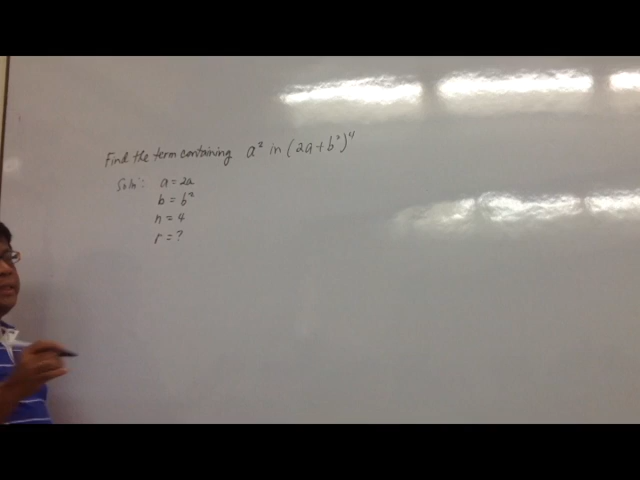 Find the term containing a² in (2a+b²)⁴
Soln: a = 2a
b = b²
n = 4
r = ?